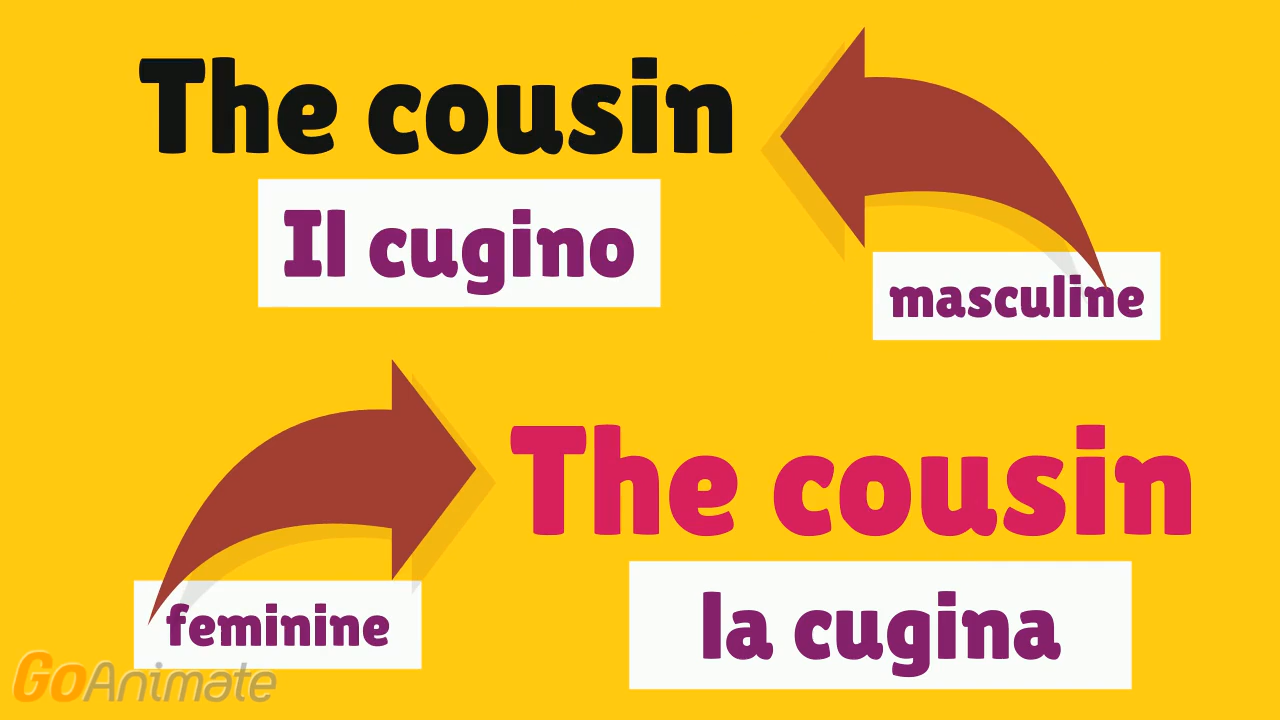 The cousin
Il cugino
masculine
The cousin
feminine
la cugina
GoAnimate